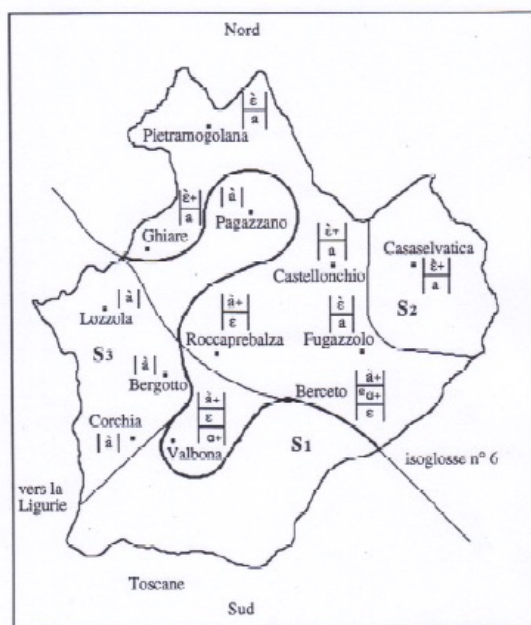 Nord
|ɛ̀/a|
Pietramogolana
|ɛ̀+/a|
|à|
Pagazzano
Ghiare
|ɛ̀+/a|
Castellonchio
Casaselvatica
|ɛ̀+/a|
S2
|à|
Lozzola
|à+/ɛ|
|ɛ̀/a|
Roccaprebalza
Fugazzolo
S3
|à|
Bergotto
Berceto
|à+/ɛ/ɑ+|
Corchia
|à|
Valbona
S1
isoglosse n° 6
vers la
Ligurie
Toscane
Sud